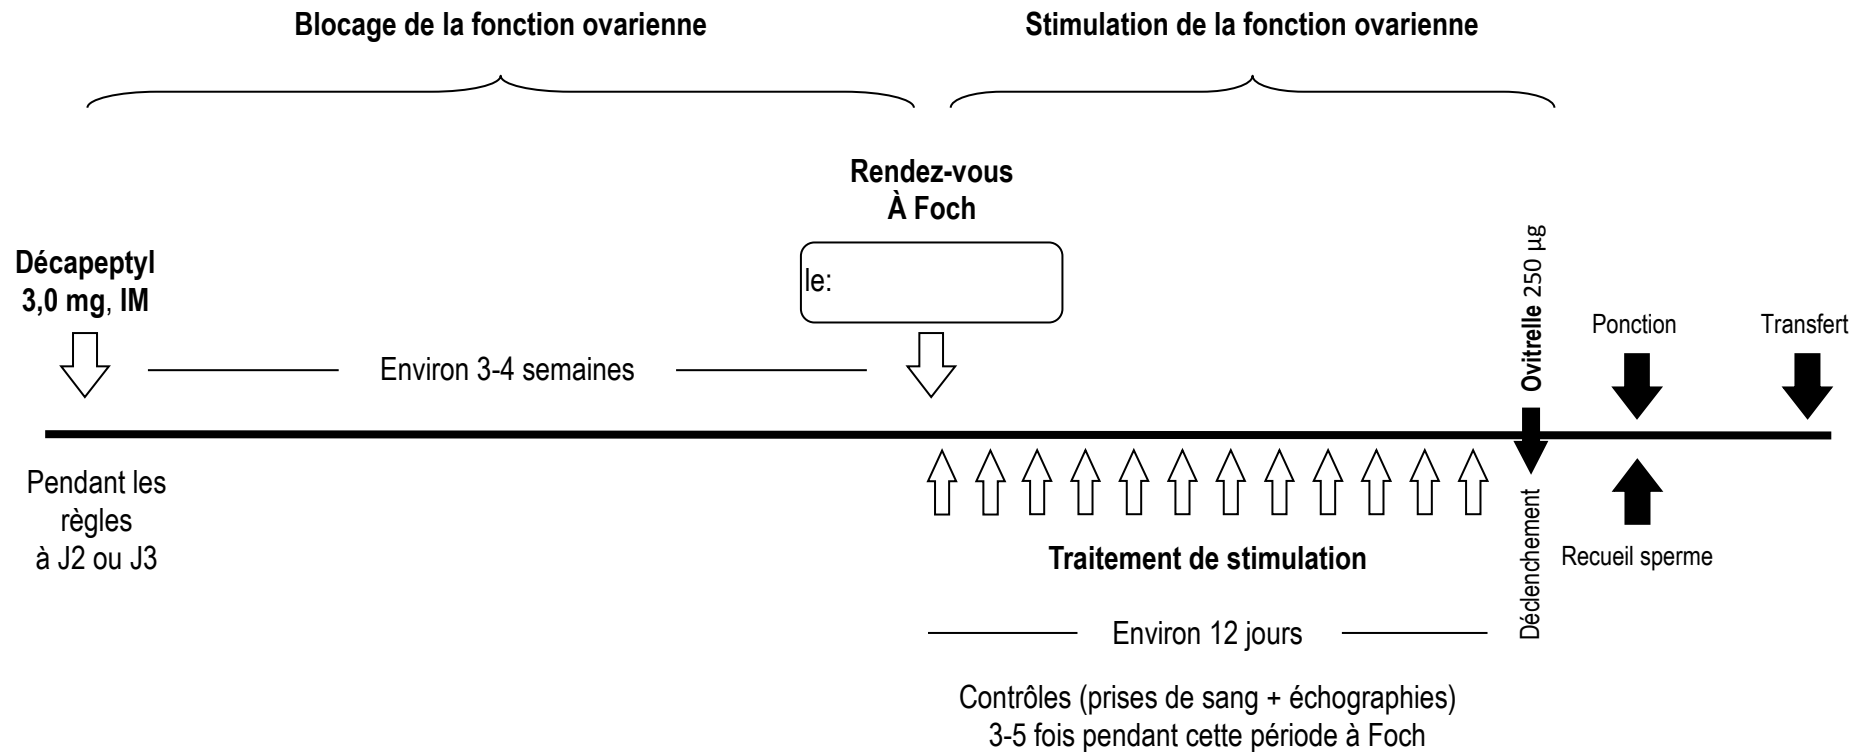 Blocage de la fonction ovarienne
Stimulation de la fonction ovarienne
Rendez-vous
À Foch
le:
Décapeptyl
3,0 mg, IM
Environ 3-4 semaines
Ovitrelle 250 µg
Ponction
Transfert
Pendant les
règles
à J2 ou J3
Traitement de stimulation
Déclenchement
Recueil sperme
Environ 12 jours
Contrôles (prises de sang + échographies)
3-5 fois pendant cette période à Foch